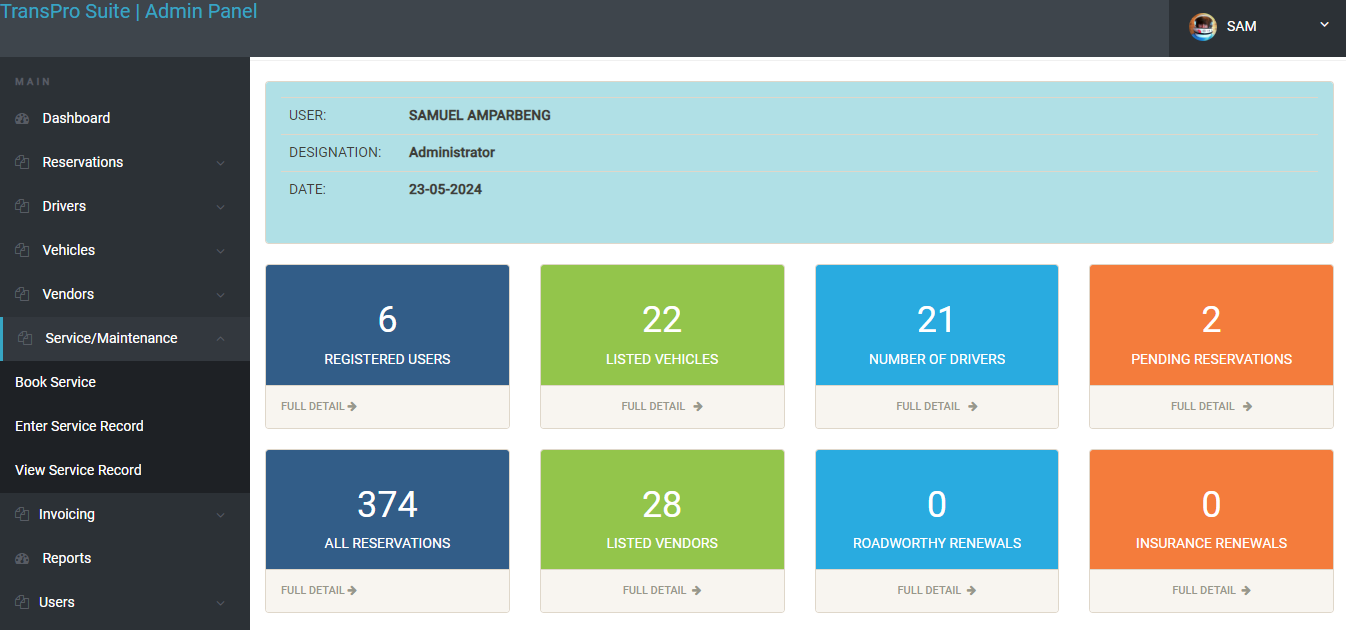 TransPro Suite | Admin Panel
SAM
MAIN
Dashboard
Reservations
Drivers
Vehicles
Vendors
Service/Maintenance
Book Service
Enter Service Record
View Service Record
Invoicing
Reports
Users
USER: SAMUEL AMPARBENG
DESIGNATION: Administrator
DATE: 23-05-2024
6
REGISTERED USERS
FULL DETAIL
22
LISTED VEHICLES
FULL DETAIL
21
NUMBER OF DRIVERS
FULL DETAIL
2
PENDING RESERVATIONS
FULL DETAIL
374
ALL RESERVATIONS
FULL DETAIL
28
LISTED VENDORS
FULL DETAIL
0
ROADWORTHY RENEWALS
FULL DETAIL
0
INSURANCE RENEWALS
FULL DETAIL